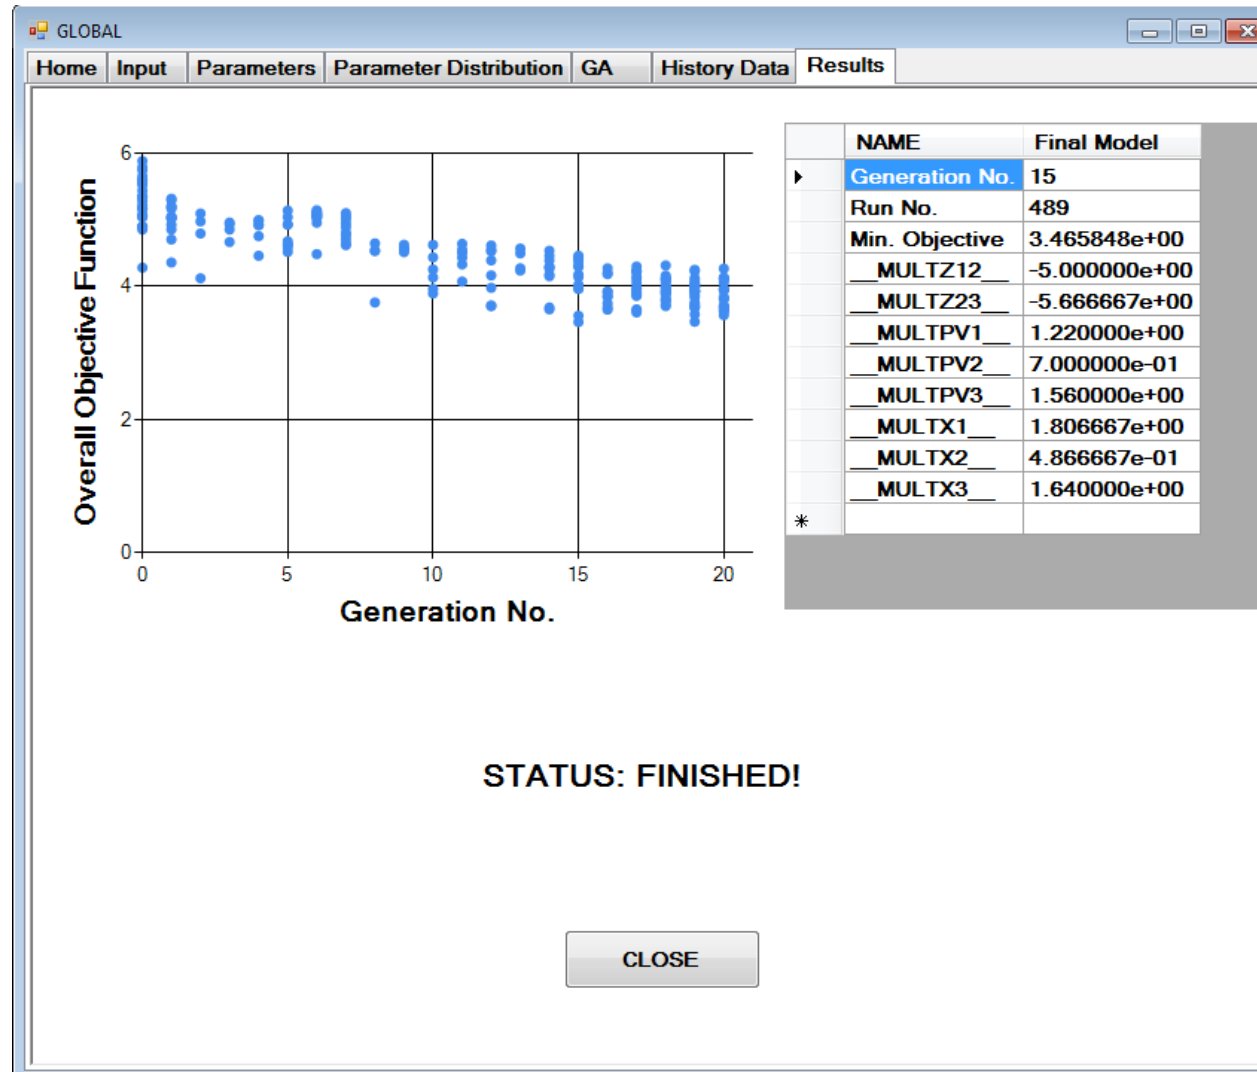 GLOBAL
Home Input Parameters Parameter Distribution GA History Data Results
6
4
2
0
0 5 10 15 20
Overall Objective Function
Generation No.
NAME Final Model
Generation No. 15
Run No. 489
Min. Objective 3.465848e+00
__MULTZ12__ -5.000000e+00
__MULTZ23__ -5.666667e+00
__MULTPV1__ 1.220000e+00
__MULTPV2__ 7.000000e-01
__MULTPV3__ 1.560000e+00
__MULTX1__ 1.806667e+00
__MULTX2__ 4.866667e-01
__MULTX3__ 1.640000e+00
STATUS: FINISHED!
CLOSE